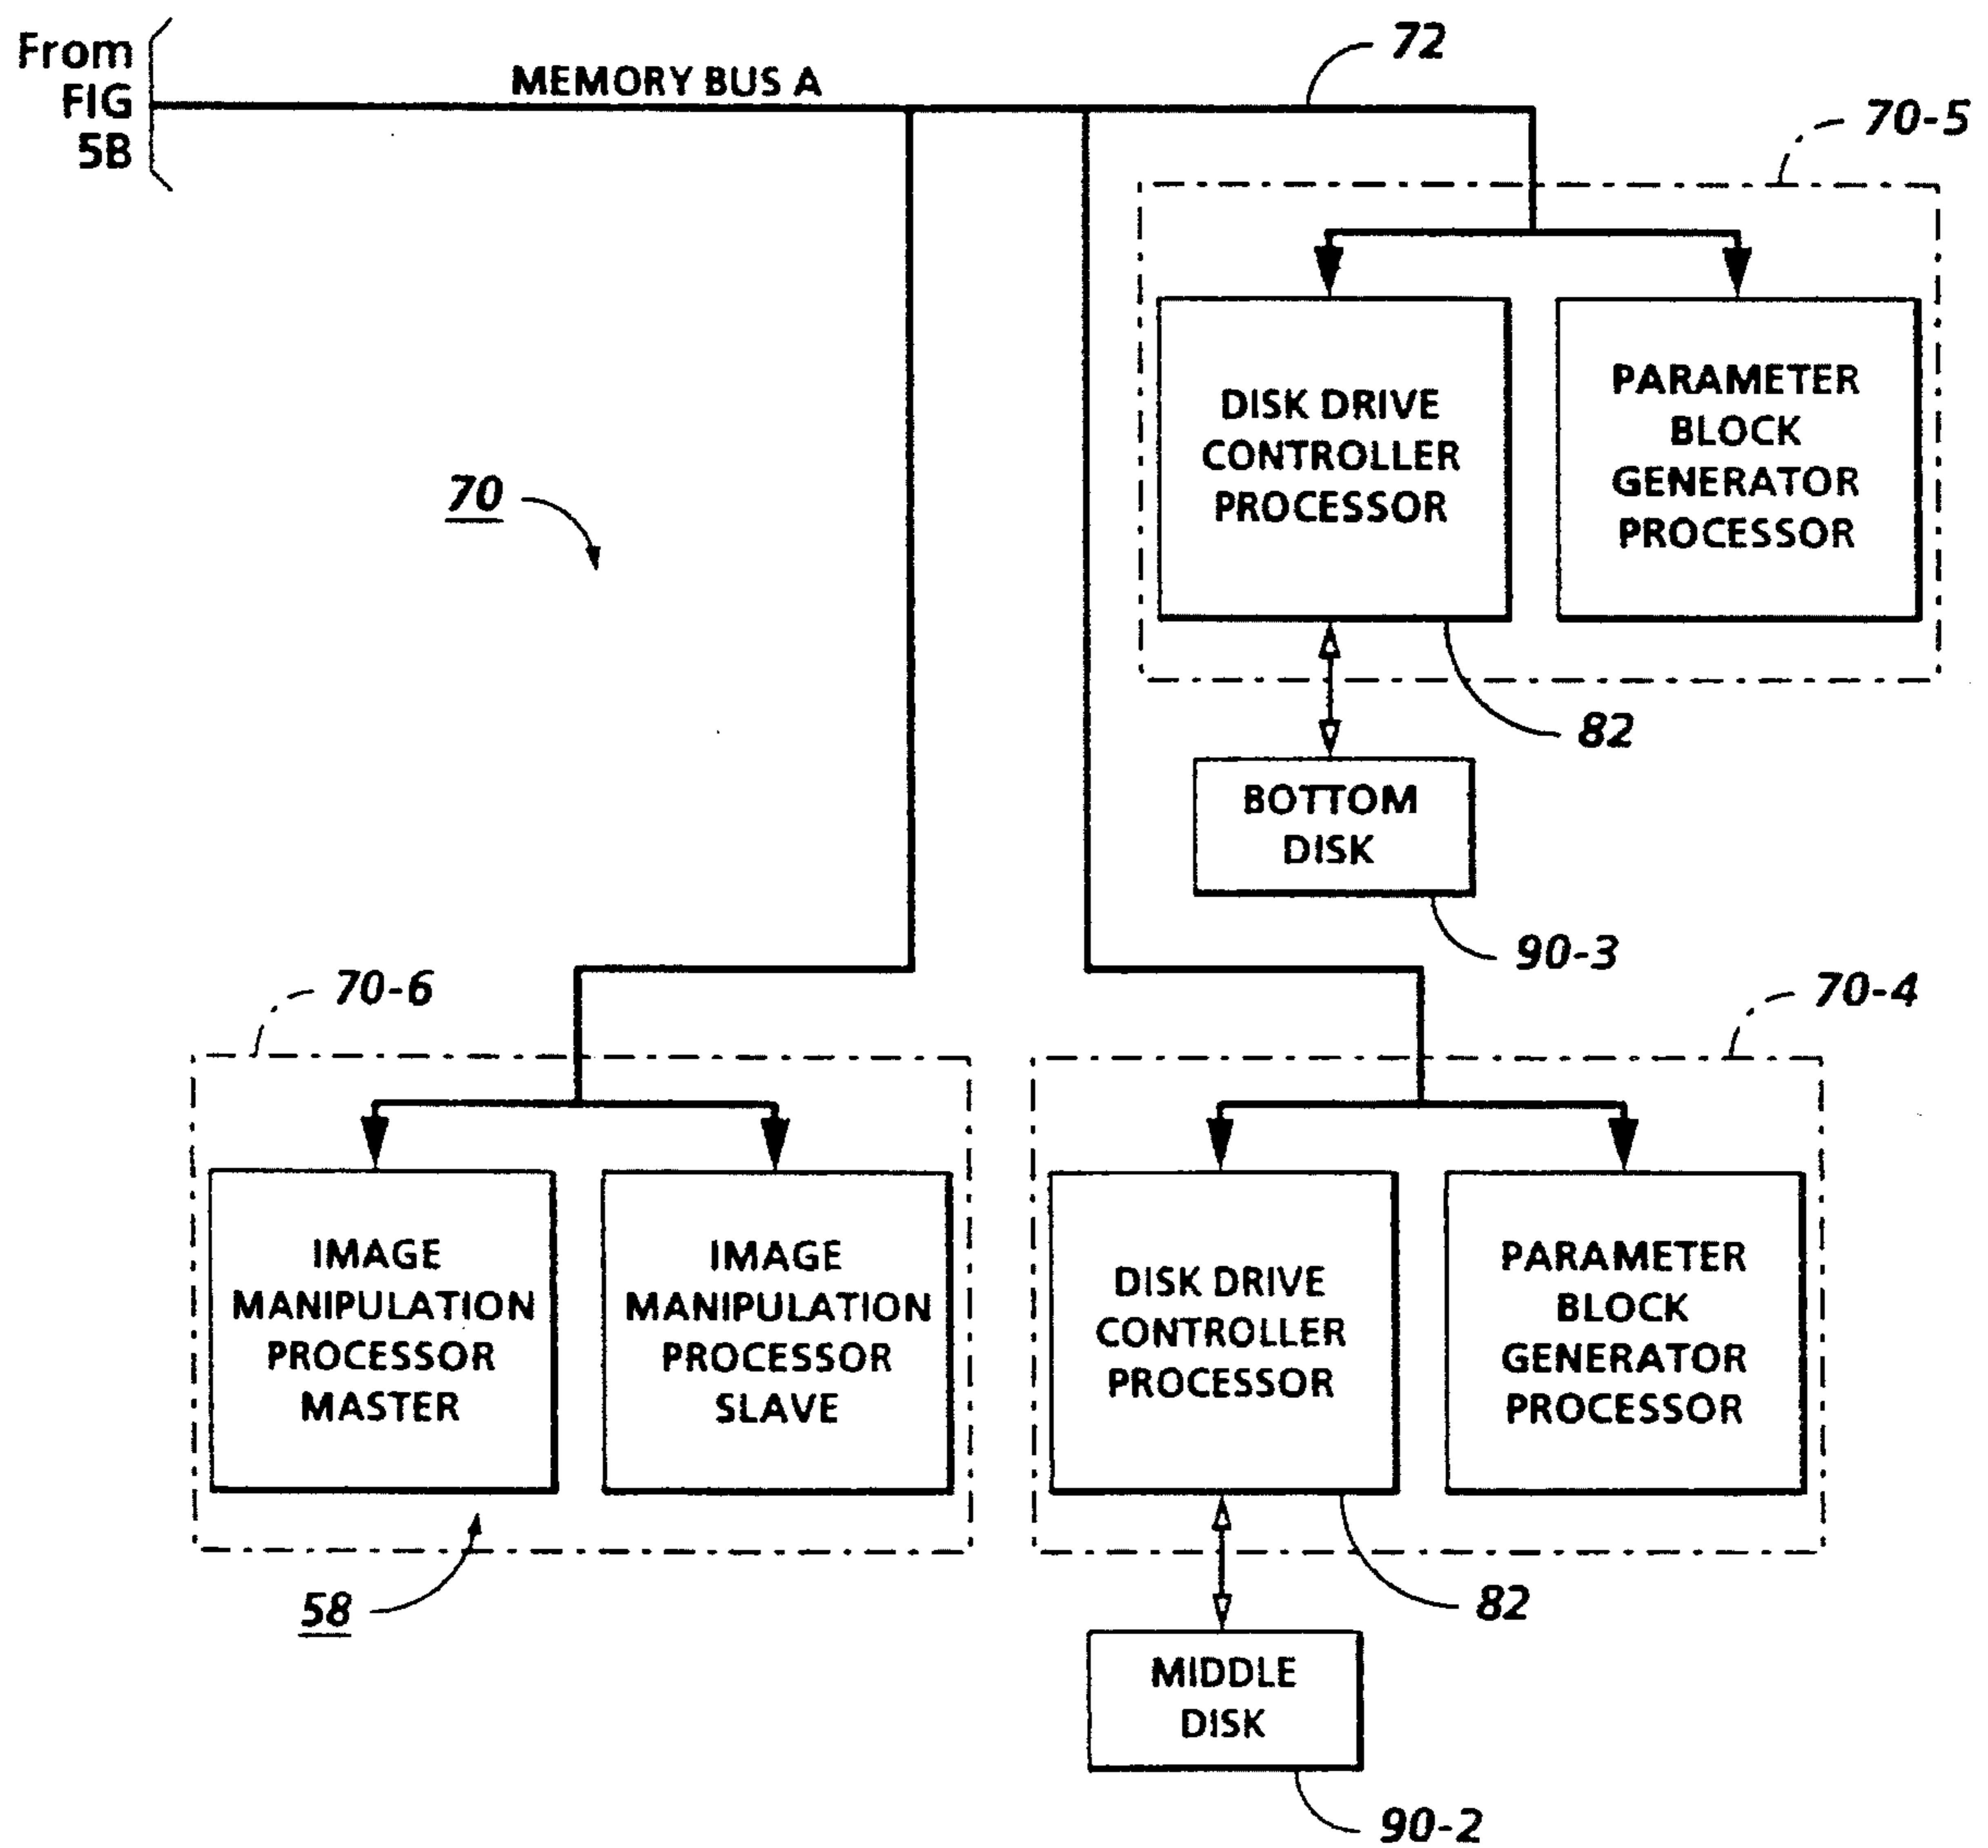 From
FIG
5B
MEMORY BUS A
72
70-5
DISK DRIVE
CONTROLLER
PROCESSOR
PARAMETER
BLOCK
GENERATOR
PROCESSOR
70
82
BOTTOM
DISK
90-3
70-6
70-4
IMAGE
MANIPULATION
PROCESSOR
MASTER
IMAGE
MANIPULATION
PROCESSOR
SLAVE
DISK DRIVE
CONTROLLER
PROCESSOR
PARAMETER
BLOCK
GENERATOR
PROCESSOR
58
82
MIDDLE
DISK
90-2